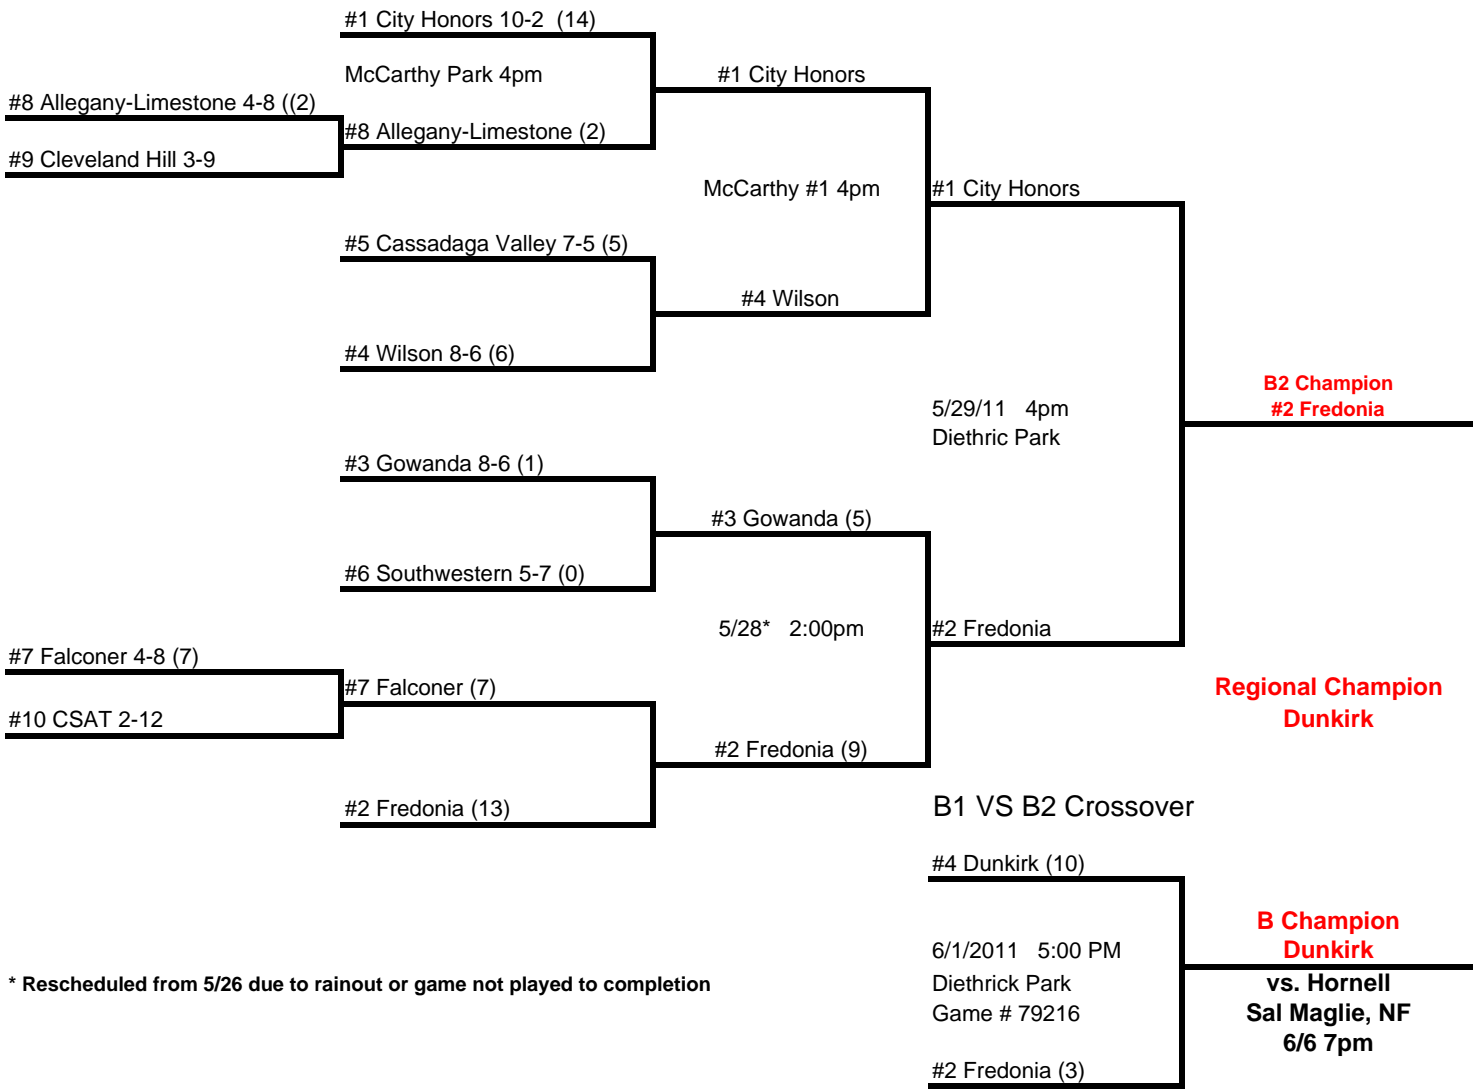 #1 City Honors 10-2  (14)
McCarthy Park 4pm
#1 City Honors
#8 Allegany-Limestone 4-8 ((2)
#8 Allegany-Limestone (2)
#9 Cleveland Hill 3-9
McCarthy #1 4pm
#1 City Honors
#5 Cassadaga Valley 7-5 (5)
#4 Wilson
#4 Wilson 8-6 (6)
B2 Champion
#2 Fredonia
5/29/11   4pm
Diethric Park
#3 Gowanda 8-6 (1)
#3 Gowanda (5)
#6 Southwestern 5-7 (0)
5/28*   2:00pm
#2 Fredonia
#7 Falconer 4-8 (7)
#7 Falconer (7)
#10 CSAT 2-12
Regional Champion
Dunkirk
#2 Fredonia (9)
#2 Fredonia (13)
B1 VS B2 Crossover
#4 Dunkirk (10)
B Champion
Dunkirk
6/1/2011   5:00 PM
Diethrick Park
Game # 79216
vs. Hornell
Sal Maglie, NF
6/6 7pm
* Rescheduled from 5/26 due to rainout or game not played to completion
#2 Fredonia (3)